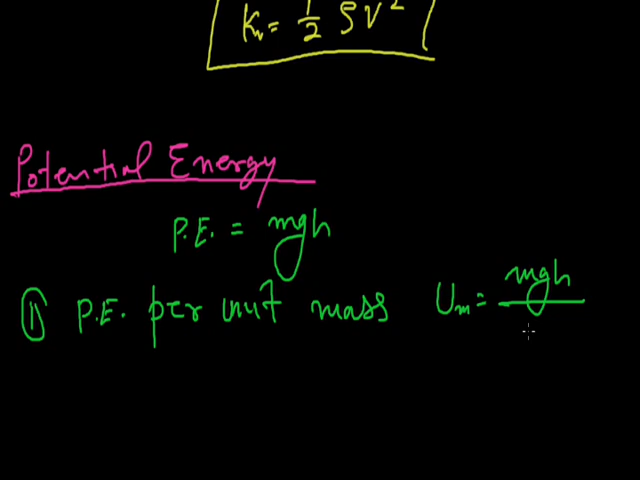 Kv = 1/2 ρV²
Potential Energy
P.E. = mgh
① P.E. per unit mass Um = mgh